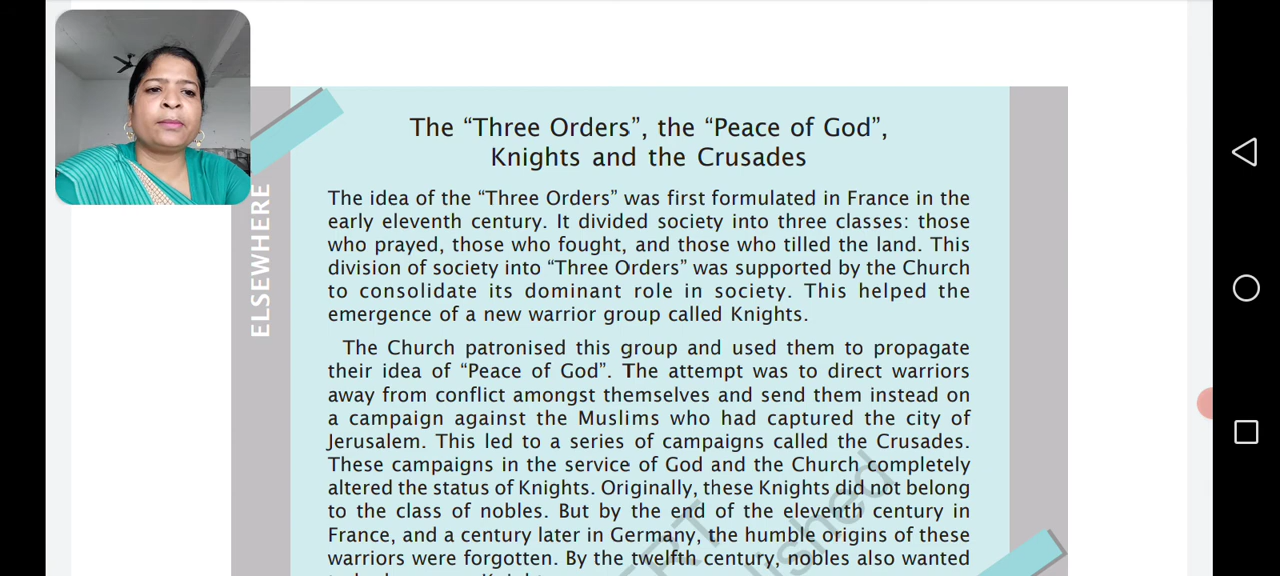 The “Three Orders”, the “Peace of God”,
Knights and the Crusades
ELSEWHERE
The idea of the “Three Orders” was first formulated in France in the
early eleventh century. It divided society into three classes: those
who prayed, those who fought, and those who tilled the land. This
division of society into “Three Orders” was supported by the Church
to consolidate its dominant role in society. This helped the
emergence of a new warrior group called Knights.
The Church patronised this group and used them to propagate
their idea of “Peace of God”. The attempt was to direct warriors
away from conflict amongst themselves and send them instead on
a campaign against the Muslims who had captured the city of
Jerusalem. This led to a series of campaigns called the Crusades.
These campaigns in the service of God and the Church completely
altered the status of Knights. Originally, these Knights did not belong
to the class of nobles. But by the end of the eleventh century in
France, and a century later in Germany, the humble origins of these
warriors were forgotten. By the twelfth century, nobles also wanted